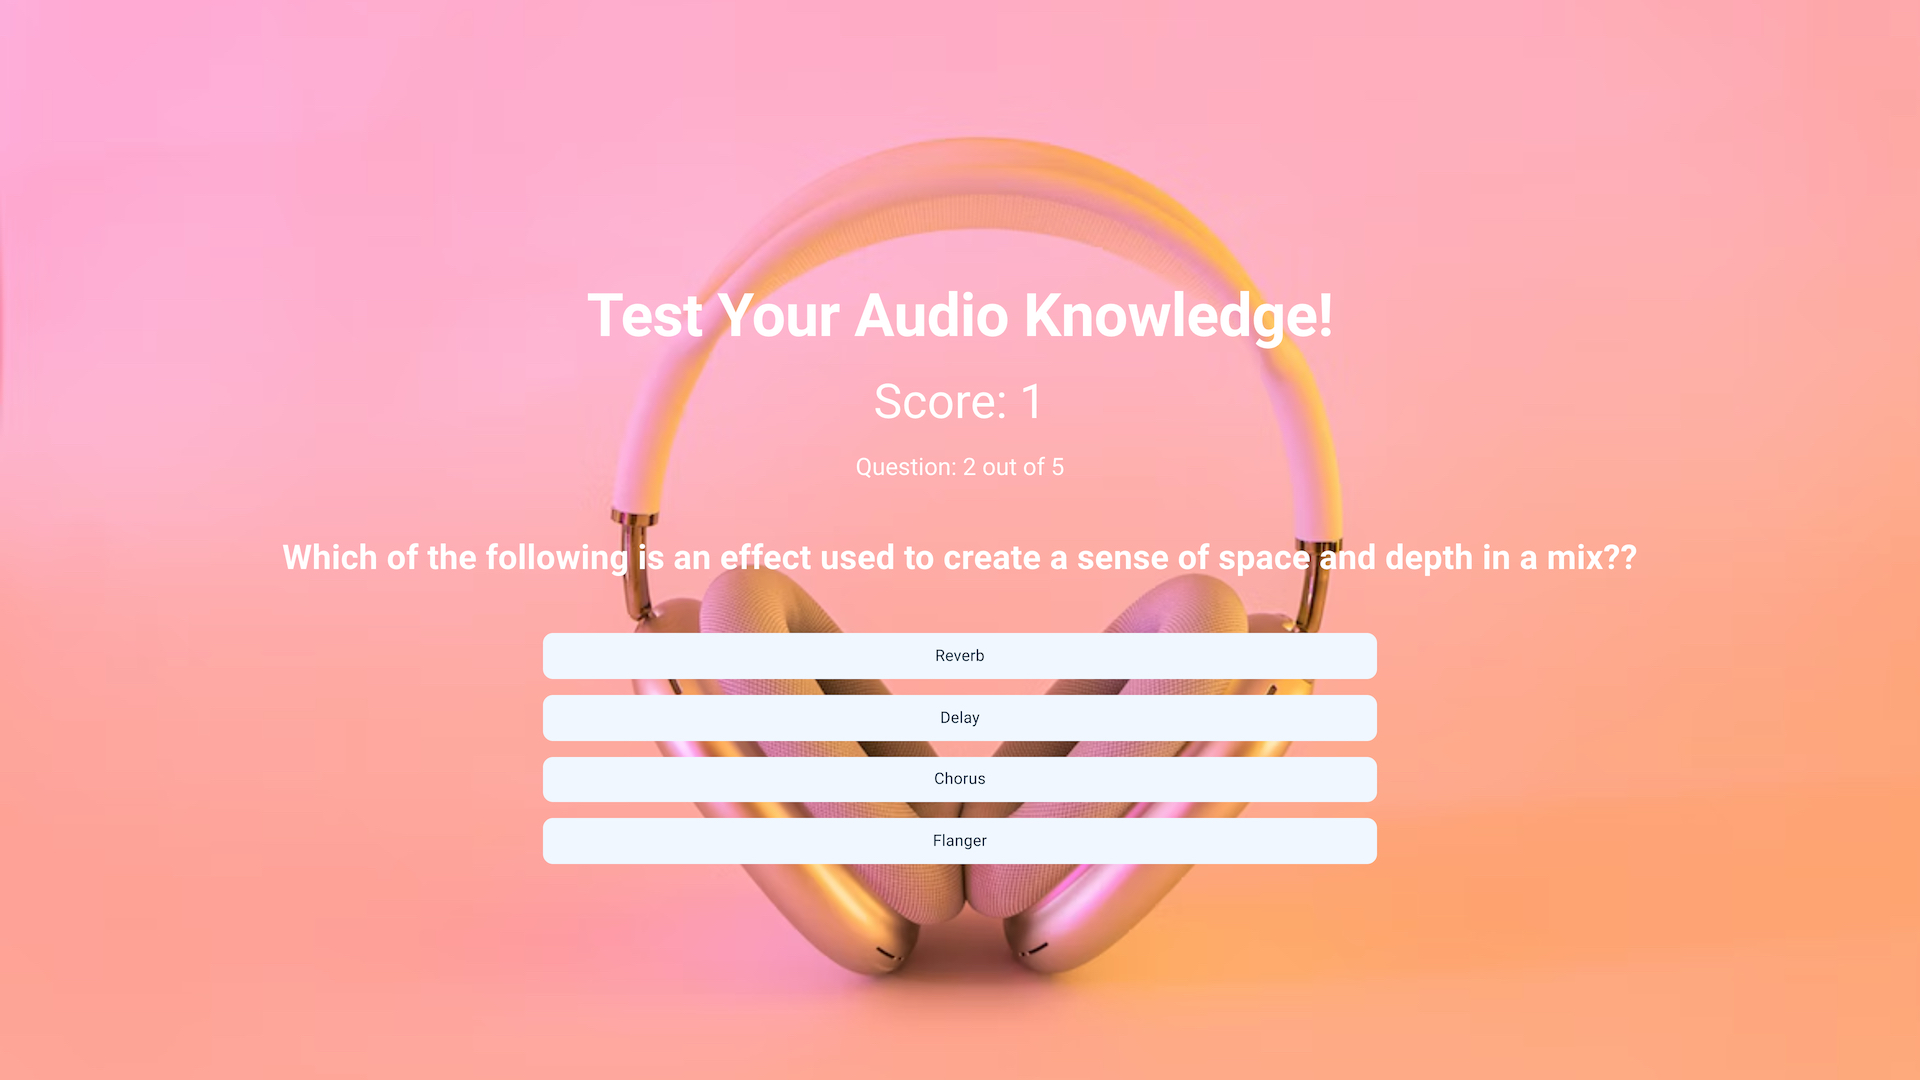 Test Your Audio Knowledge!
Score: 1
Question: 2 out of 5
Which of the following is an effect used to create a sense of space and depth in a mix??
Reverb
Delay
Chorus
Flanger